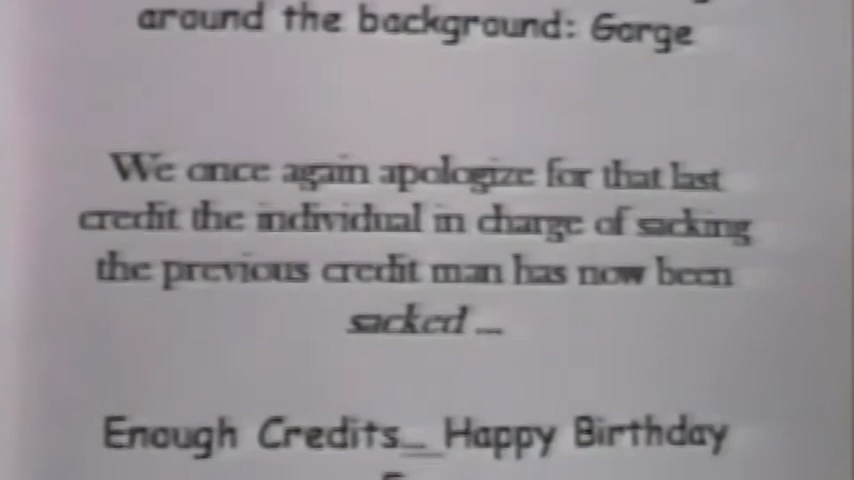 around the background: Gorge
We once again apologize for that last
credit the individual in charge of sacking
the previous credit man has now been
sacked ...
Enough Credits... Happy Birthday